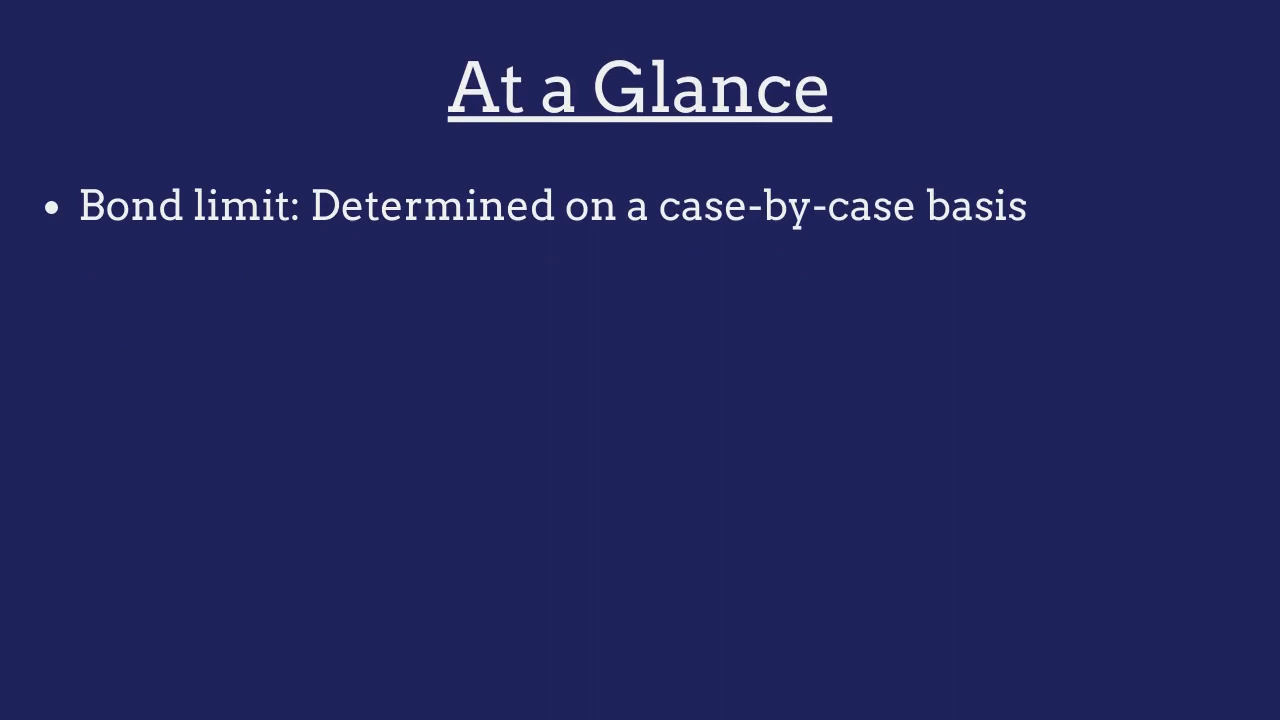 At a Glance
• Bond limit: Determined on a case-by-case basis